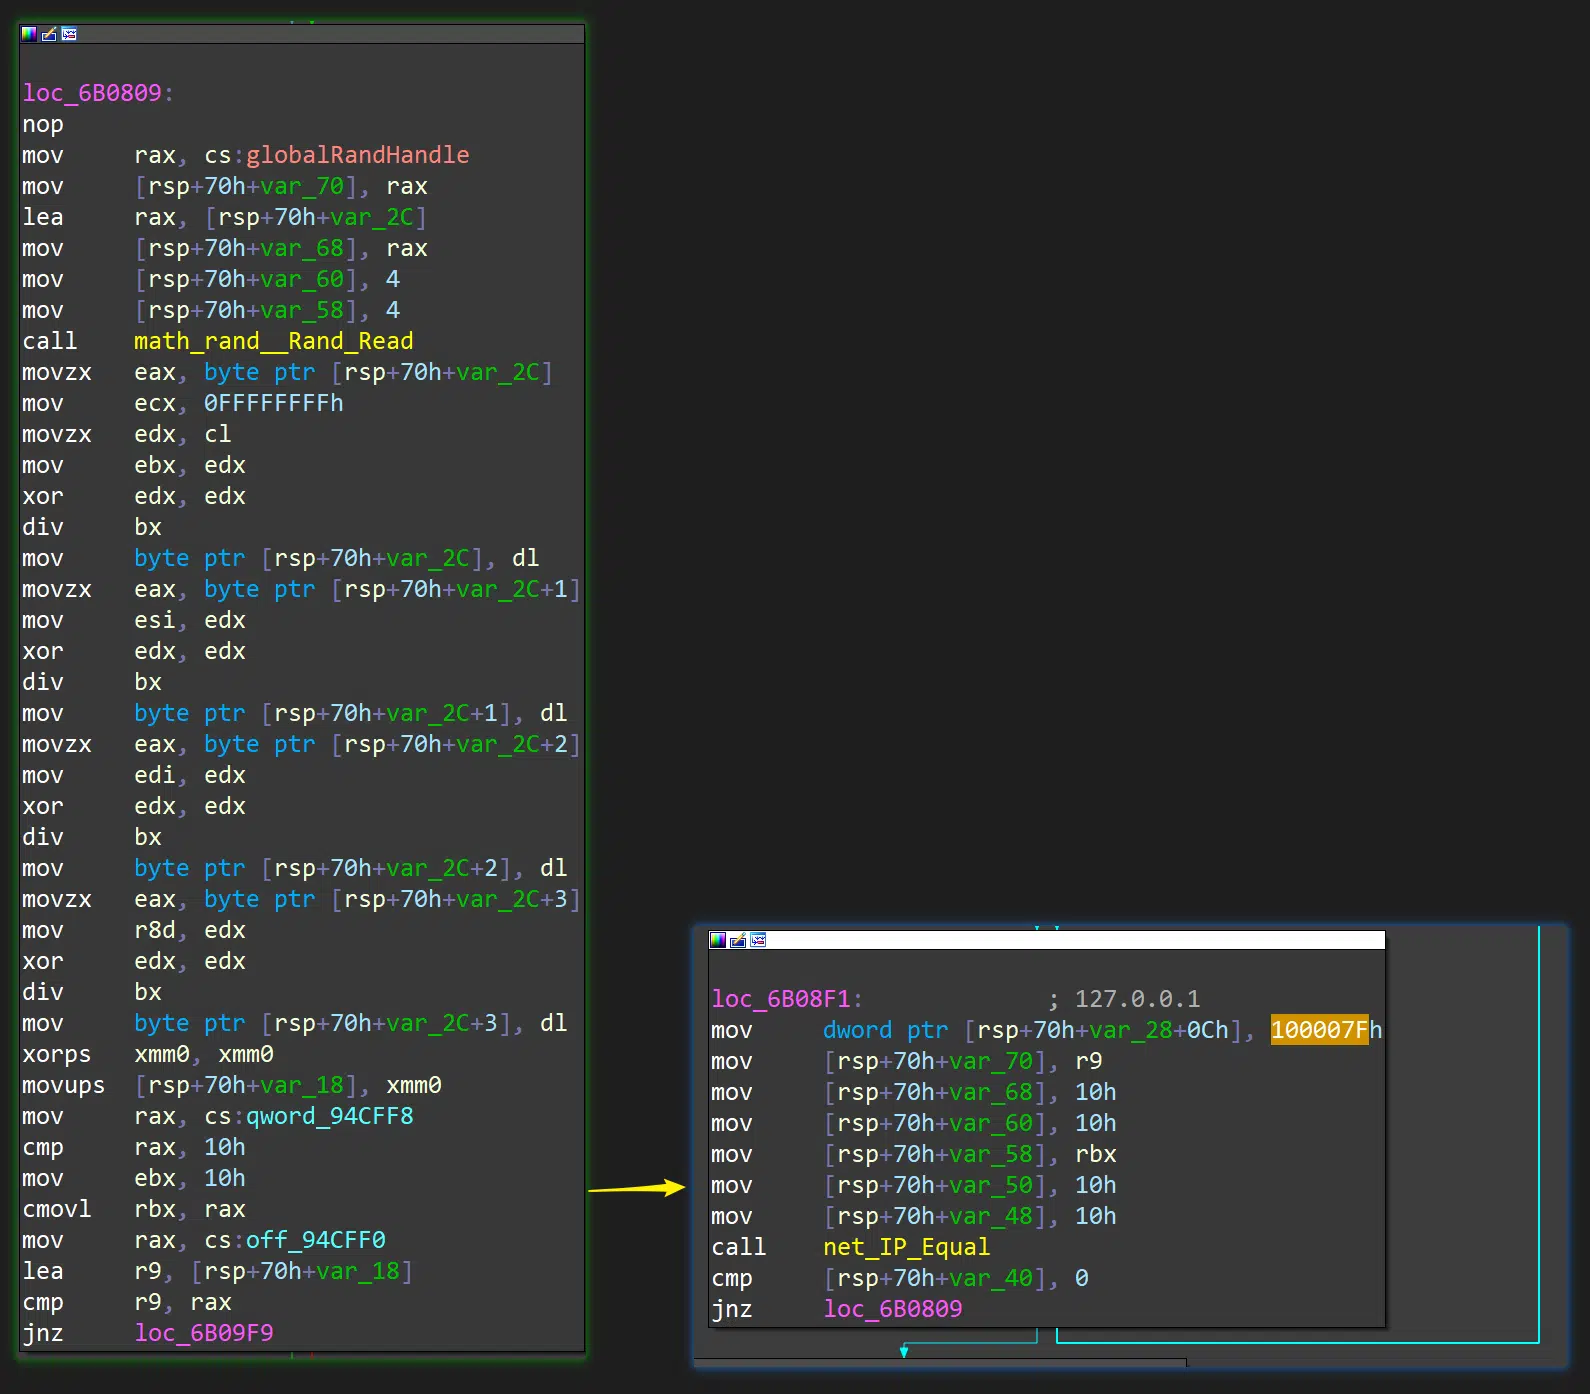 loc_6B0809:
nop
mov rax, cs:globalRandHandle
mov [rsp+70h+var_70], rax
lea rax, [rsp+70h+var_2C]
mov [rsp+70h+var_68], rax
mov [rsp+70h+var_60], 4
mov [rsp+70h+var_58], 4
call math_rand__Rand_Read
movzx eax, byte ptr [rsp+70h+var_2C]
mov ecx, 0FFFFFFFFh
movzx edx, cl
mov ebx, edx
xor edx, edx
div bx
mov byte ptr [rsp+70h+var_2C], dl
movzx eax, byte ptr [rsp+70h+var_2C+1]
mov esi, edx
xor edx, edx
div bx
mov byte ptr [rsp+70h+var_2C+1], dl
movzx eax, byte ptr [rsp+70h+var_2C+2]
mov edi, edx
xor edx, edx
div bx
mov byte ptr [rsp+70h+var_2C+2], dl
movzx eax, byte ptr [rsp+70h+var_2C+3]
mov r8d, edx
xor edx, edx
div bx
mov byte ptr [rsp+70h+var_2C+3], dl
xorps xmm0, xmm0
movups [rsp+70h+var_18], xmm0
mov rax, cs:qword_94CFF8
cmp rax, 10h
mov ebx, 10h
cmovl rbx, rax
mov rax, cs:off_94CFF0
lea r9, [rsp+70h+var_18]
cmp r9, rax
jnz loc_6B09F9
loc_6B08F1: ; 127.0.0.1
mov dword ptr [rsp+70h+var_28+0Ch], 100007Fh
mov [rsp+70h+var_70], r9
mov [rsp+70h+var_68], 10h
mov [rsp+70h+var_60], 10h
mov [rsp+70h+var_58], rbx
mov [rsp+70h+var_50], 10h
mov [rsp+70h+var_48], 10h
call net_IP_Equal
cmp [rsp+70h+var_40], 0
jnz loc_6B0809